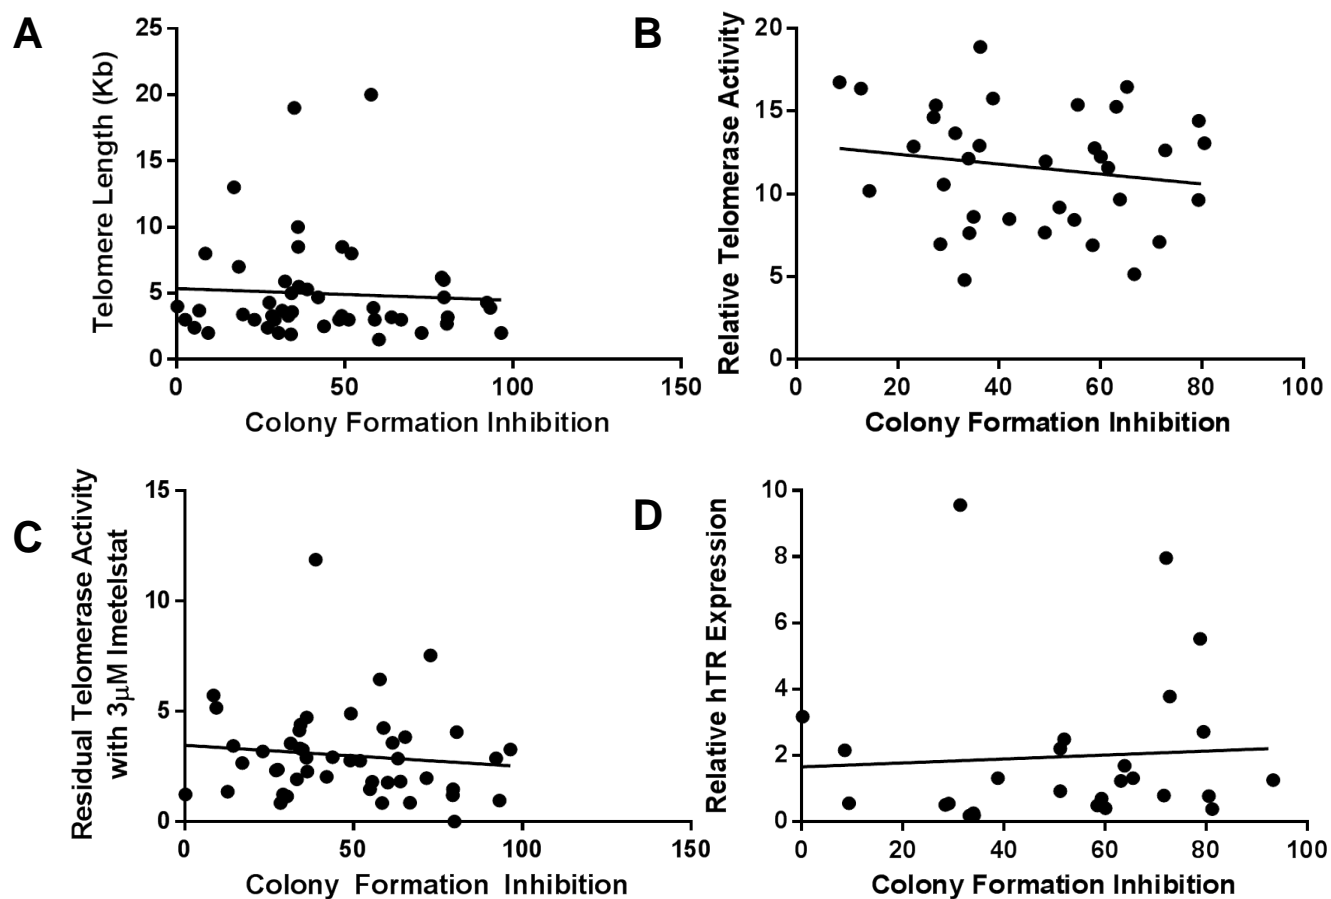 A
Telomere Length (Kb)
25
20
15
10
5
0
0 50 100 150
Colony Formation Inhibition
B
Relative Telomerase Activity
20
15
10
5
0
0 20 40 60 80 100
Colony Formation Inhibition
C
Residual Telomerase Activity
with 3μM Imetelstat
15
10
5
0
0 50 100 150
Colony Formation Inhibition
D
Relative hTR Expression
10
8
6
4
2
0
0 20 40 60 80 100
Colony Formation Inhibition